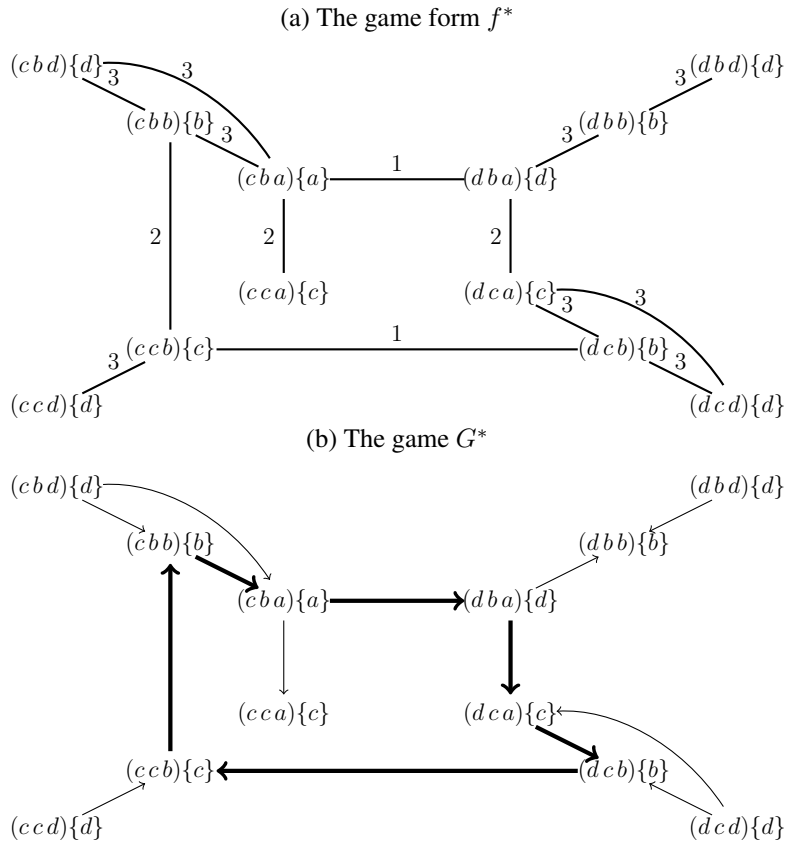 (a) The game form f*
(c b d){d} 3 3 3 (d b d){d}
(c b b){b} 3 3 (d b b){b}
(c b a){a} 1 (d b a){d}
2 2 2
(c c a){c} (d c a){c} 3 3
(c c b){c} 1 (d c b){b}
3 3
(c c d){d} (d c d){d}
(b) The game G*
(c b d){d} (d b d){d}
(c b b){b} (d b b){b}
(c b a){a} (d b a){d}
(c c a){c} (d c a){c}
(c c b){c} (d c b){b}
(c c d){d} (d c d){d}